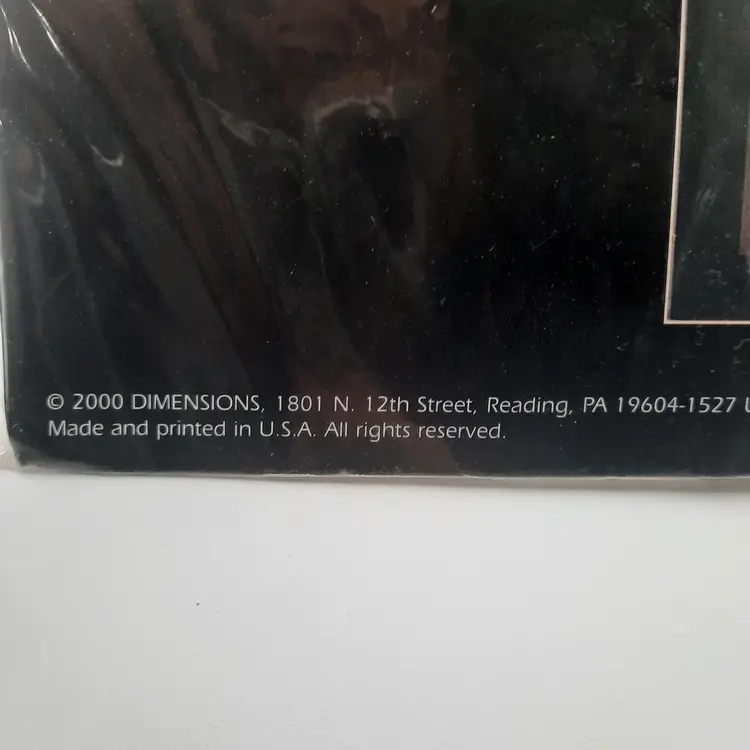 © 2000 DIMENSIONS, 1801 N. 12th Street, Reading, PA 19604-1527 U
Made and printed in U.S.A. All rights reserved.